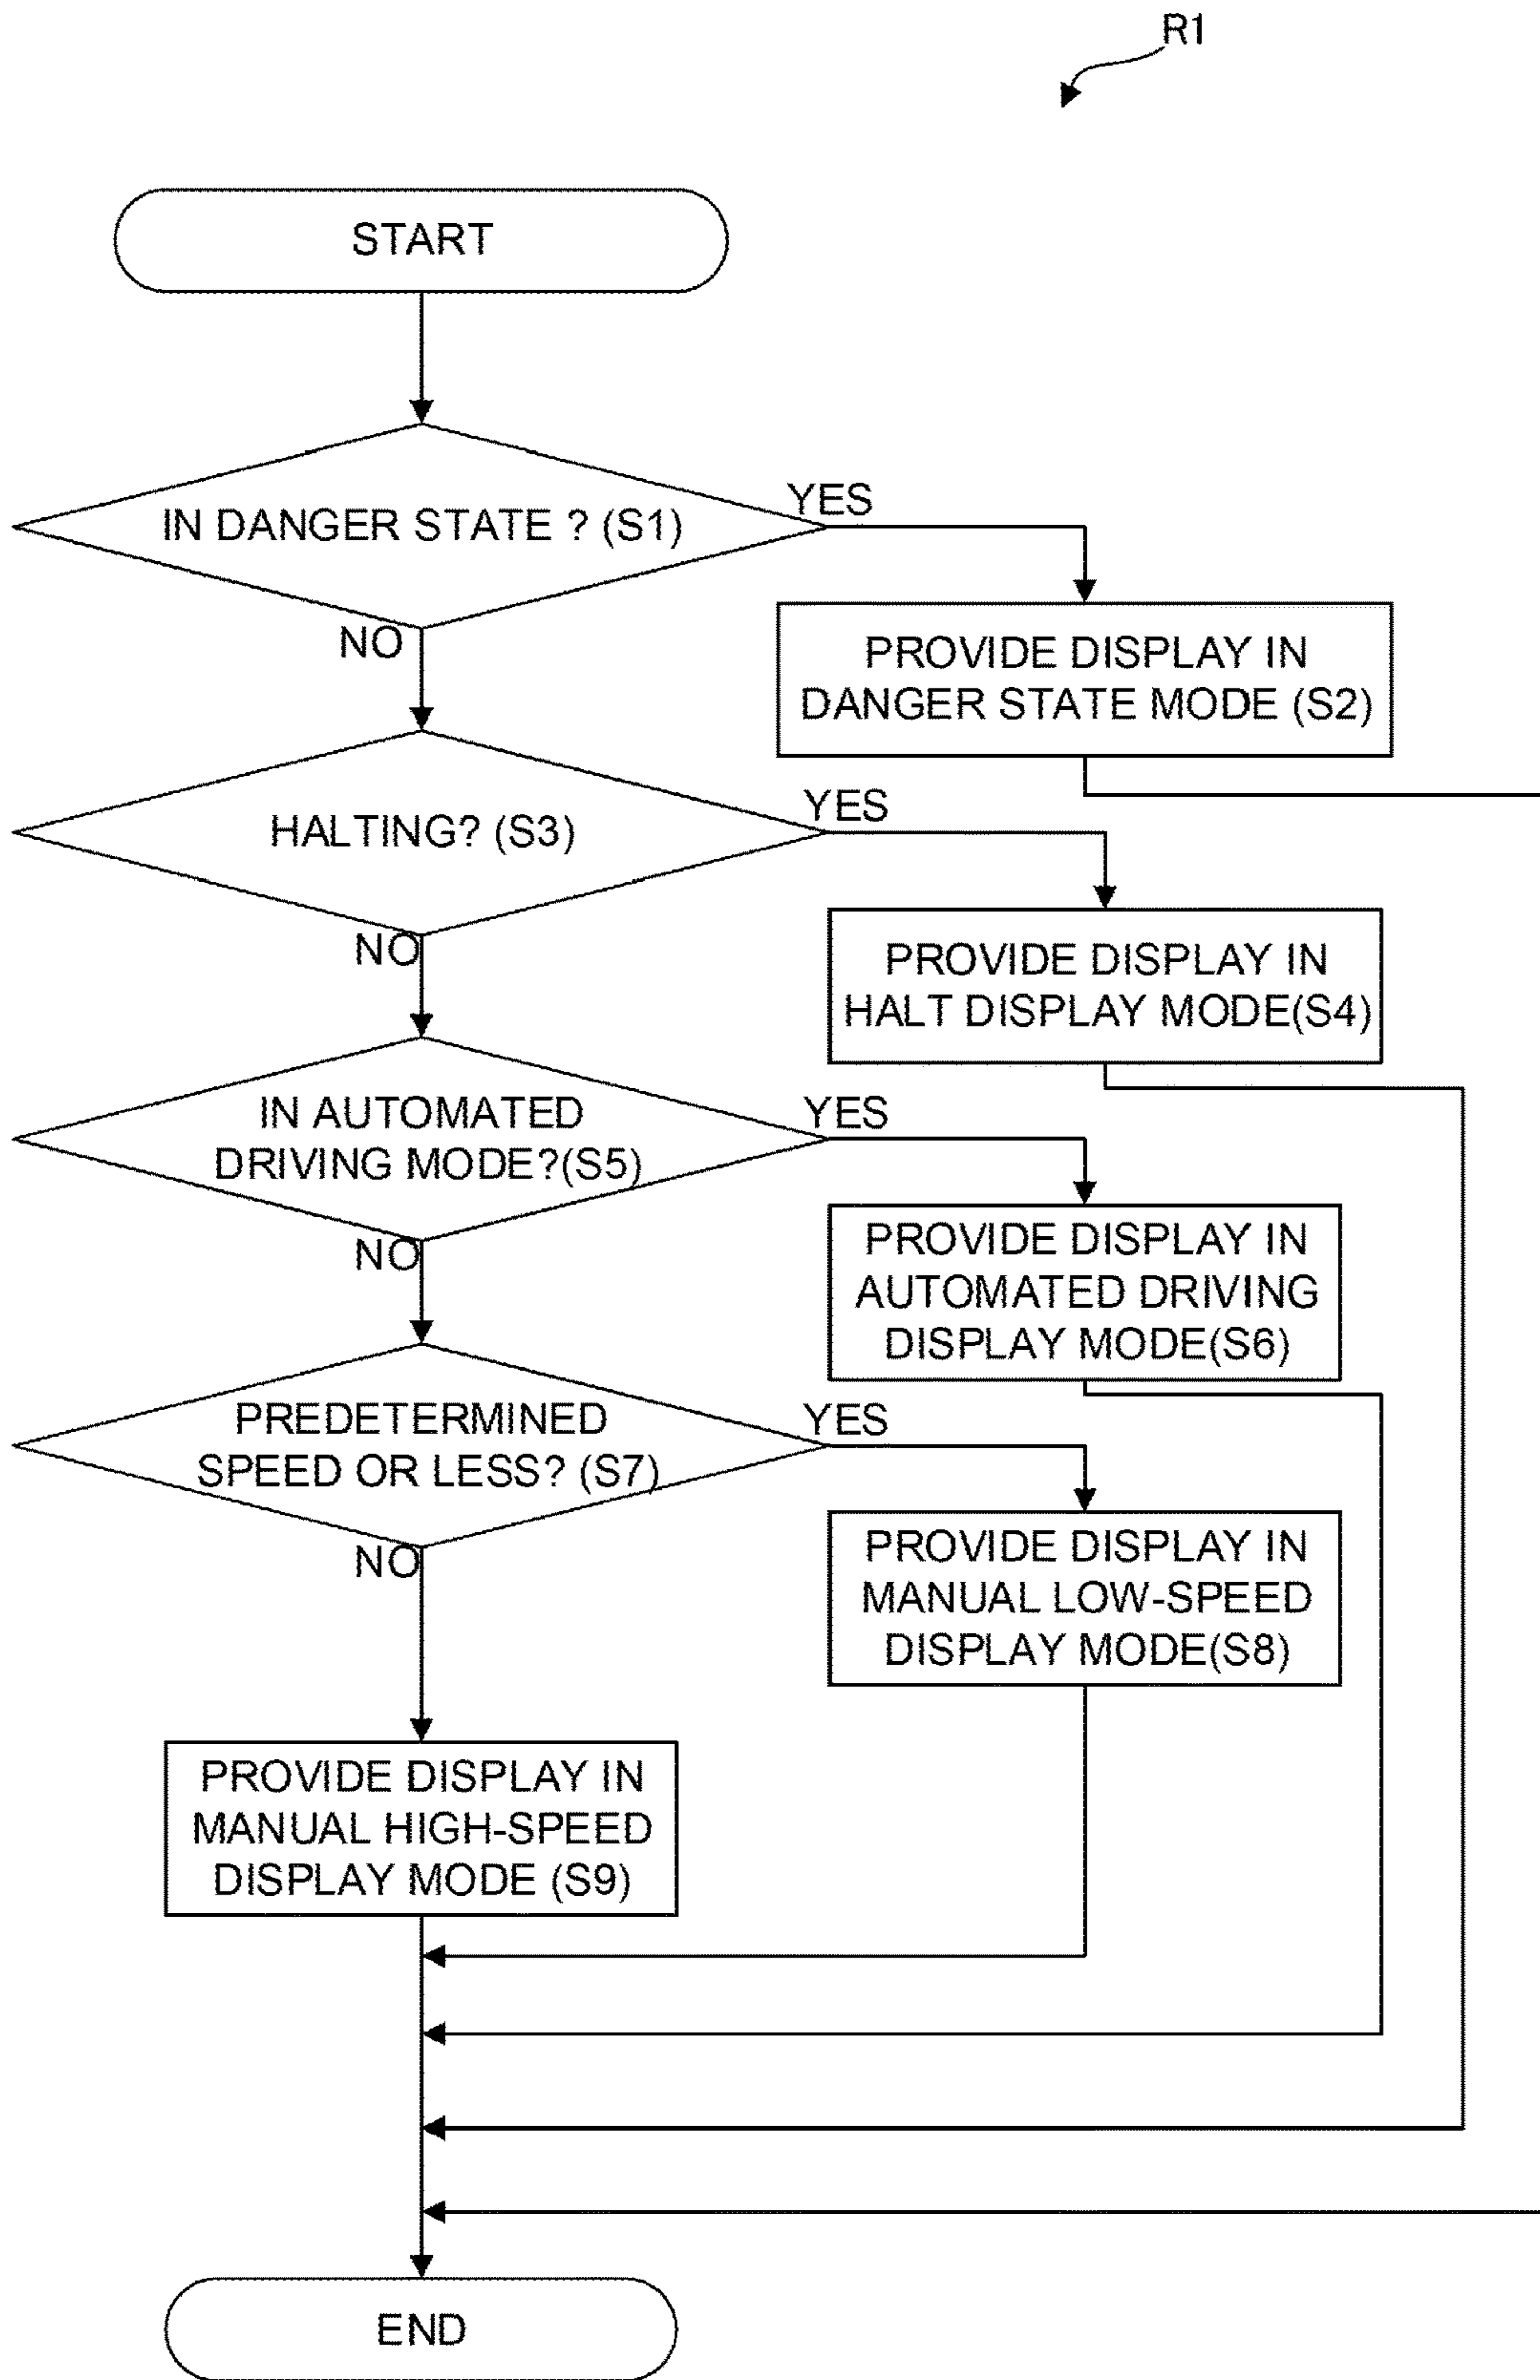 R1
START
IN DANGER STATE ? (S1)
YES
NO
PROVIDE DISPLAY IN
DANGER STATE MODE (S2)
HALTING? (S3)
YES
NO
PROVIDE DISPLAY IN
HALT DISPLAY MODE(S4)
IN AUTOMATED
DRIVING MODE?(S5)
YES
NO
PROVIDE DISPLAY IN
AUTOMATED DRIVING
DISPLAY MODE(S6)
PREDETERMINED
SPEED OR LESS? (S7)
YES
NO
PROVIDE DISPLAY IN
MANUAL LOW-SPEED
DISPLAY MODE(S8)
PROVIDE DISPLAY IN
MANUAL HIGH-SPEED
DISPLAY MODE (S9)
END